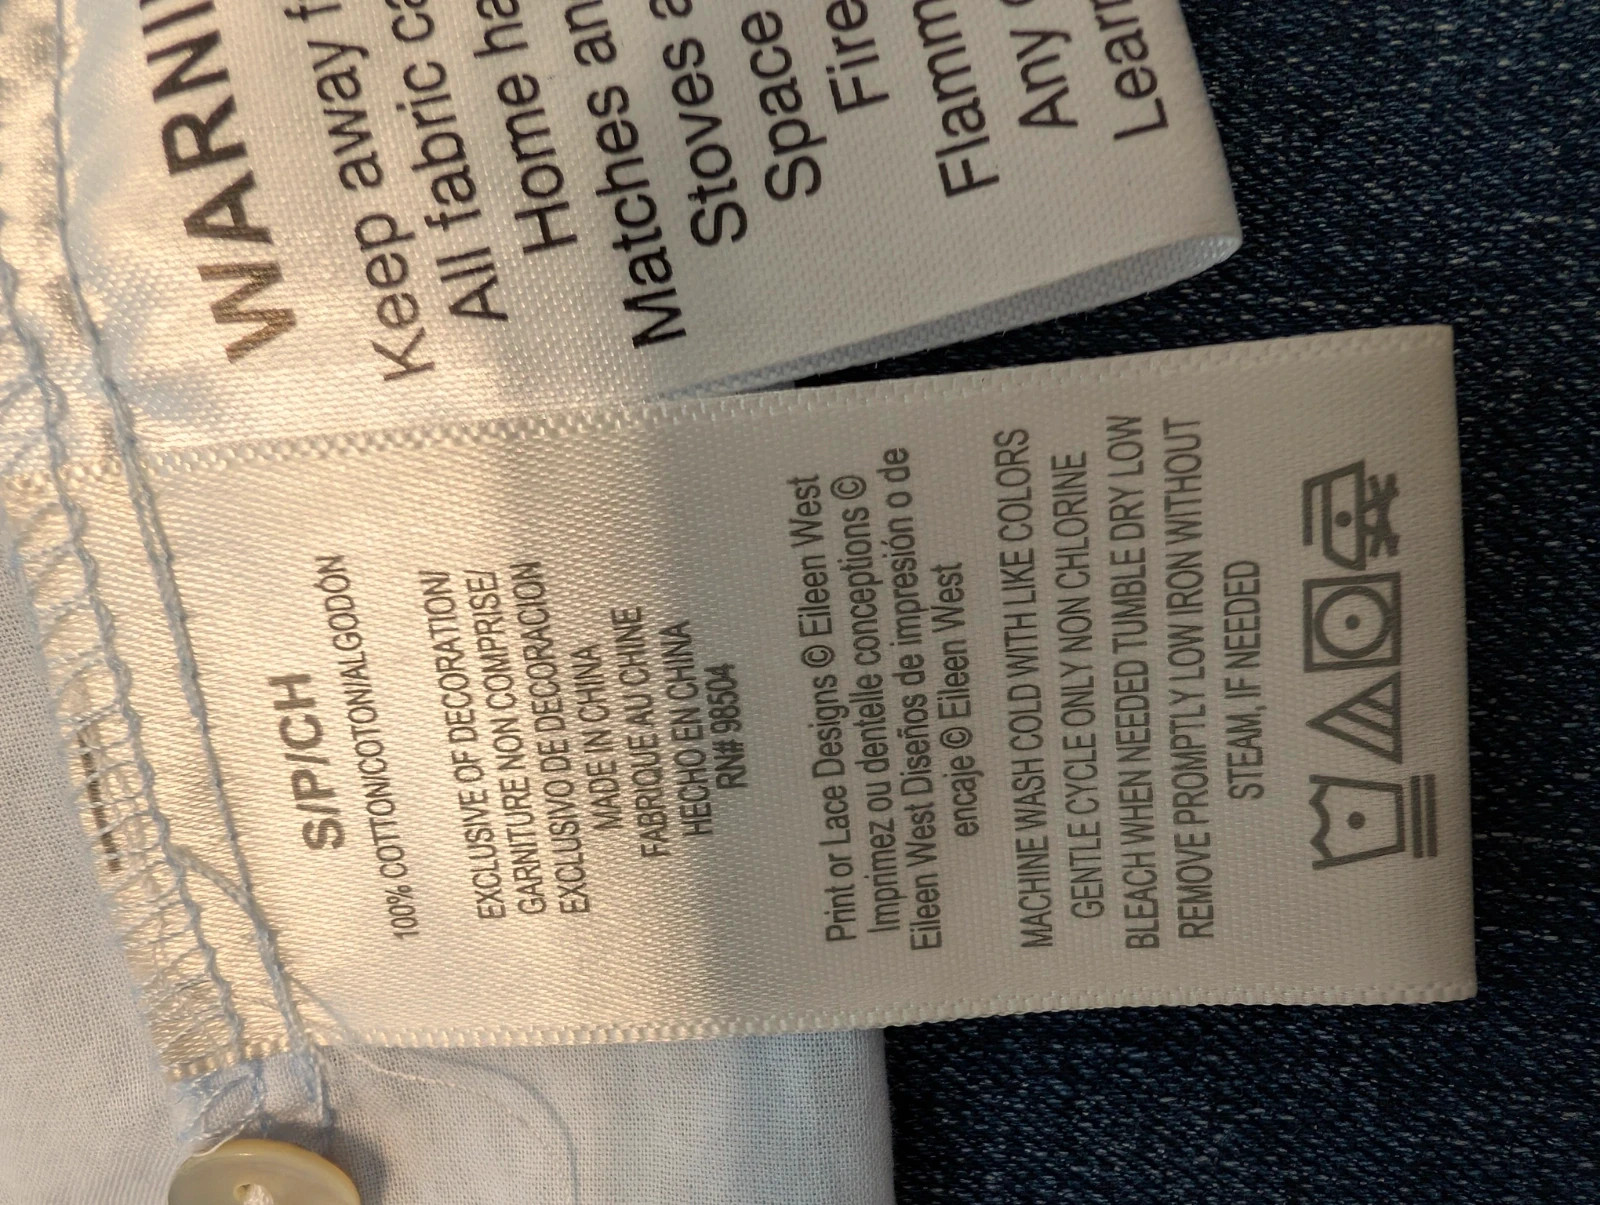 WARNI
Keep away f
All fabric ca
Home ha
Matches an
Stoves a
Space
Fire
Flamm
Any
Learn
S/P/CH
100% COTTON/COTON/ALGODÓN
EXCLUSIVE OF DECORATION/
GARNITURE NON COMPRISE/
EXCLUSIVO DE DECORACION
MADE IN CHINA
FABRIQUE AU CHINE
HECHO EN CHINA
RN# 98504
Print or Lace Designs © Eileen West
Imprimez ou dentelle conceptions ©
Eileen West Diseños de impresión o de
encaje © Eileen West
MACHINE WASH COLD WITH LIKE COLORS
GENTLE CYCLE ONLY NON CHLORINE
BLEACH WHEN NEEDED TUMBLE DRY LOW
REMOVE PROMPTLY LOW IRON WITHOUT
STEAM, IF NEEDED